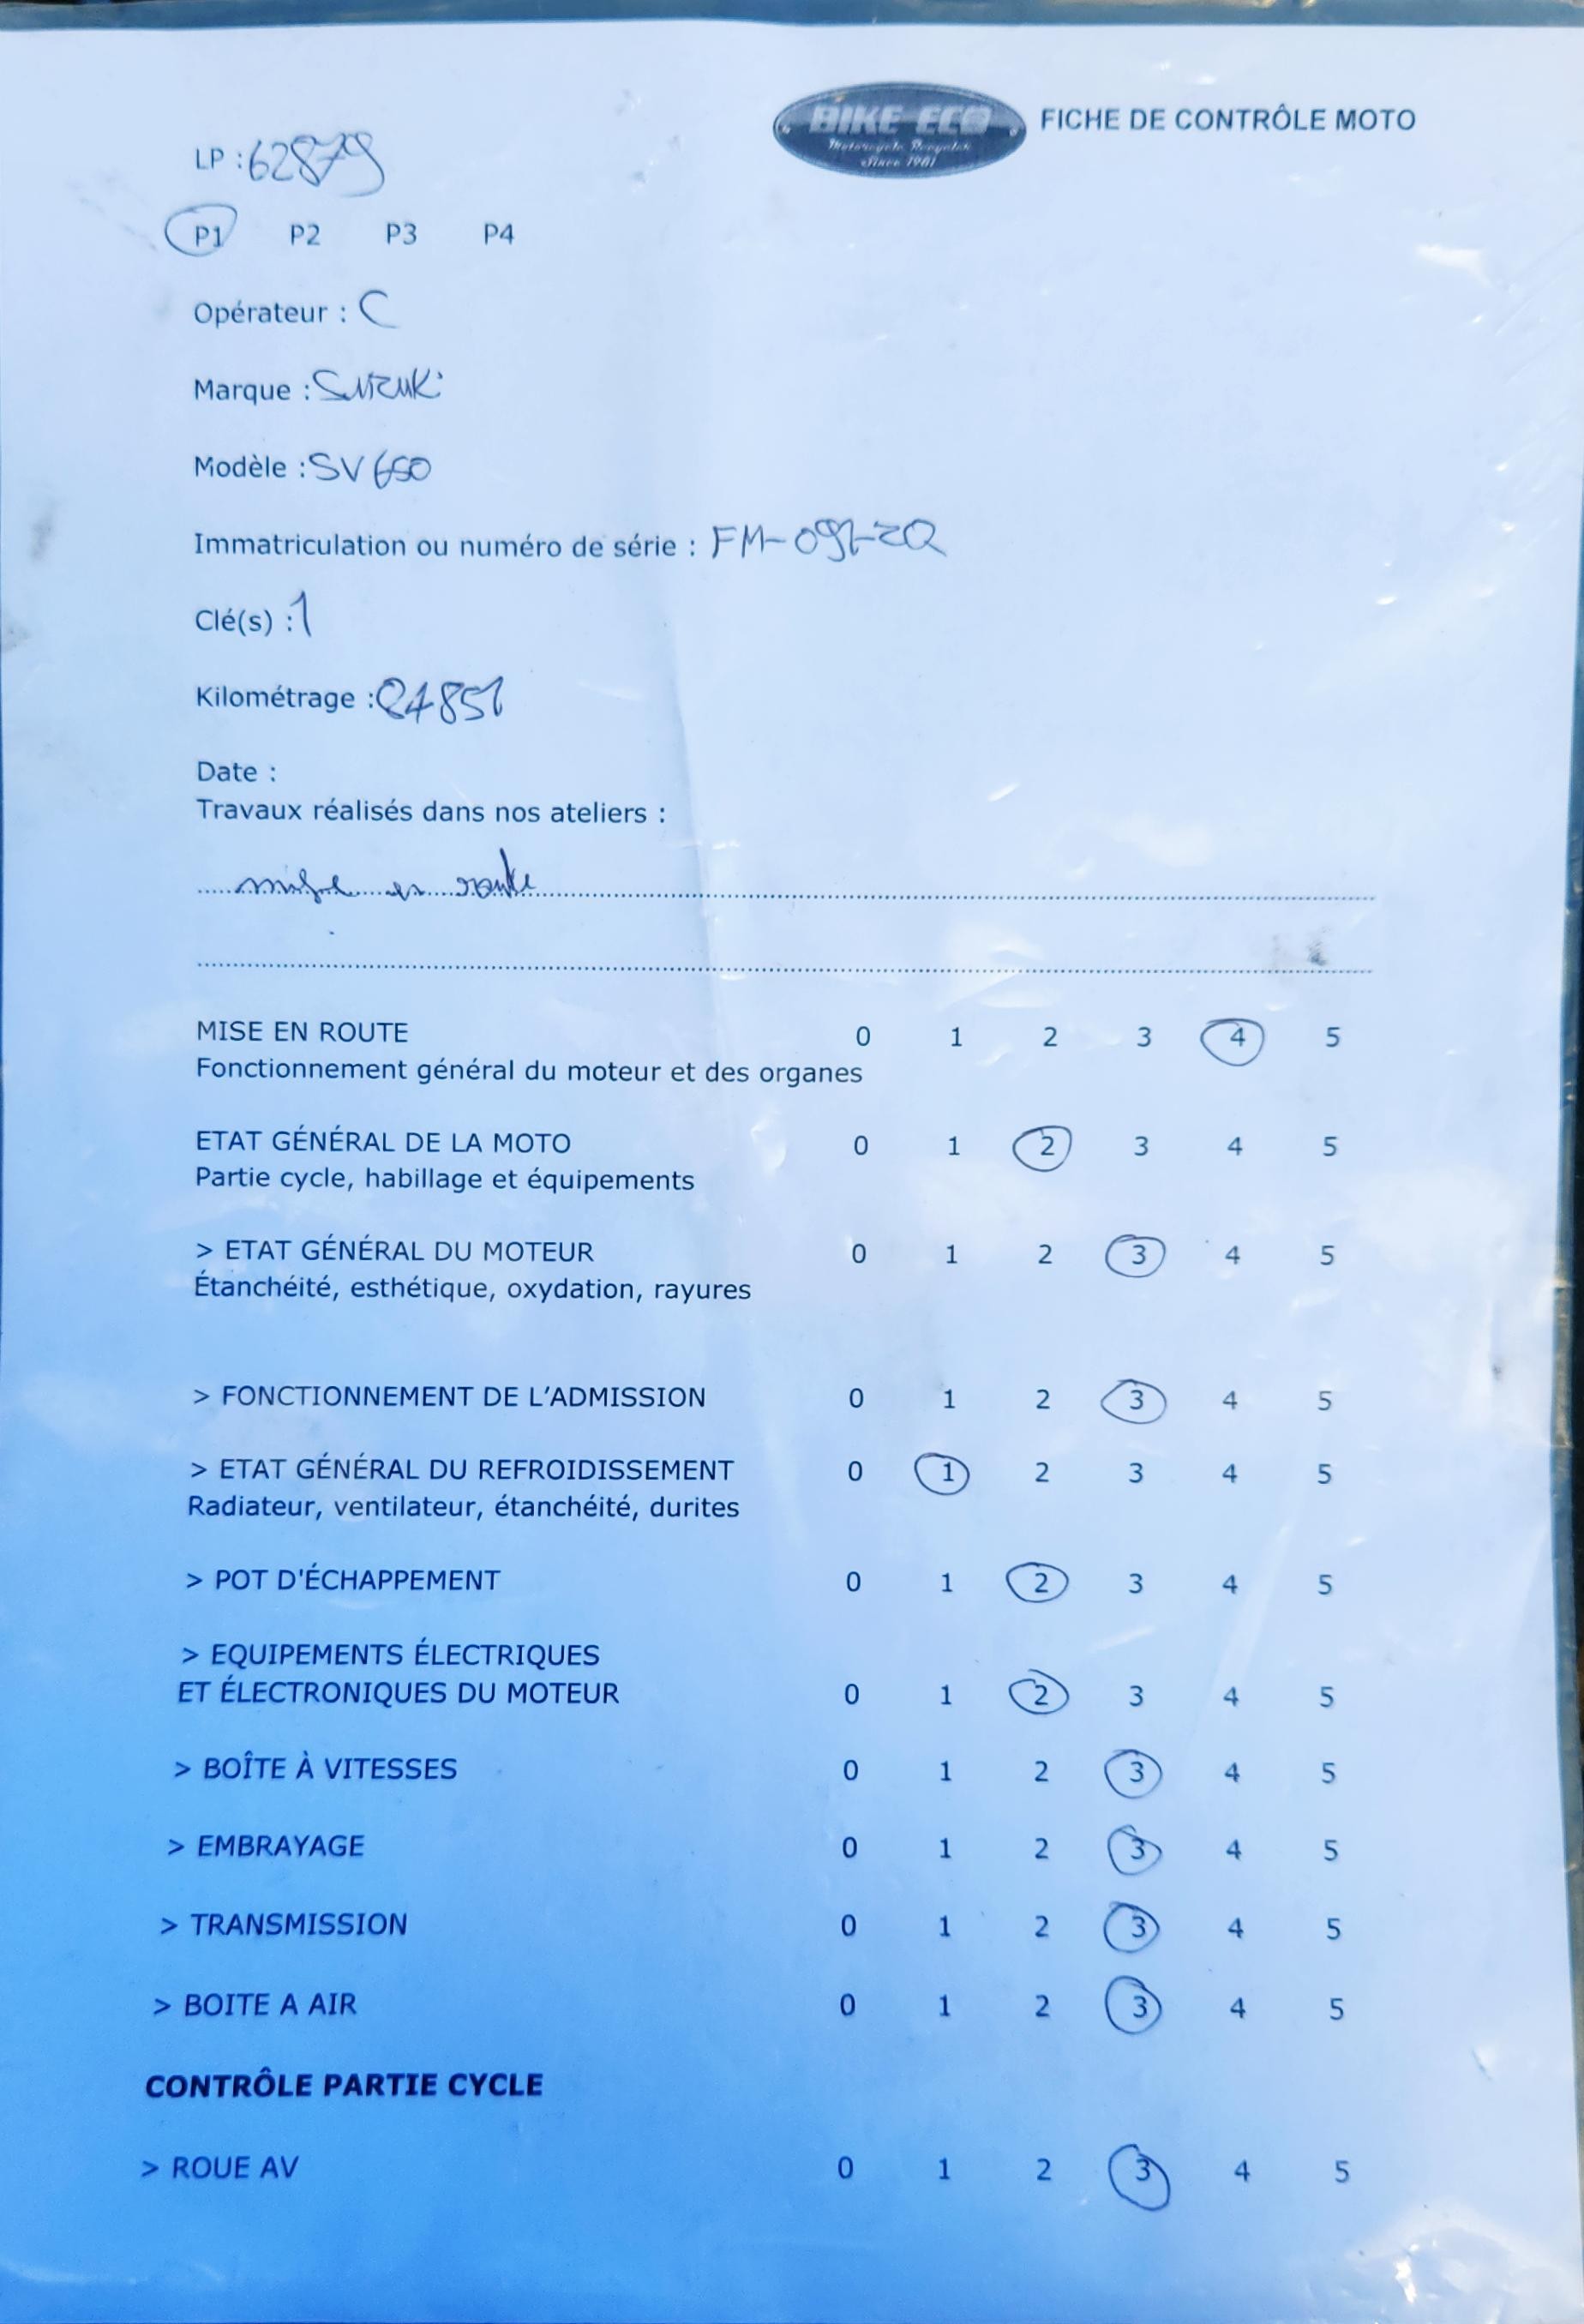 BIKE ECO
Motorcycle Recycler
Since 1981
FICHE DE CONTRÔLE MOTO
LP : 62879
P1 P2 P3 P4
Opérateur : C
Marque : Suzuki
Modèle : SV 650
Immatriculation ou numéro de série : FM-091-ZQ
Clé(s) : 1
Kilométrage : 24851
Date :
Travaux réalisés dans nos ateliers :
mise en route
MISE EN ROUTE 0 1 2 3 4 5
Fonctionnement général du moteur et des organes
ETAT GÉNÉRAL DE LA MOTO 0 1 2 3 4 5
Partie cycle, habillage et équipements
> ETAT GÉNÉRAL DU MOTEUR 0 1 2 3 4 5
Étanchéité, esthétique, oxydation, rayures
> FONCTIONNEMENT DE L'ADMISSION 0 1 2 3 4 5
> ETAT GÉNÉRAL DU REFROIDISSEMENT 0 1 2 3 4 5
Radiateur, ventilateur, étanchéité, durites
> POT D'ÉCHAPPEMENT 0 1 2 3 4 5
> EQUIPEMENTS ÉLECTRIQUES
ET ÉLECTRONIQUES DU MOTEUR 0 1 2 3 4 5
> BOÎTE À VITESSES 0 1 2 3 4 5
> EMBRAYAGE 0 1 2 3 4 5
> TRANSMISSION 0 1 2 3 4 5
> BOITE A AIR 0 1 2 3 4 5
CONTRÔLE PARTIE CYCLE
> ROUE AV 0 1 2 3 4 5